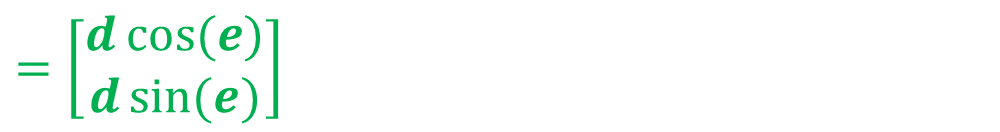 = [d cos(e)
d sin(e)]